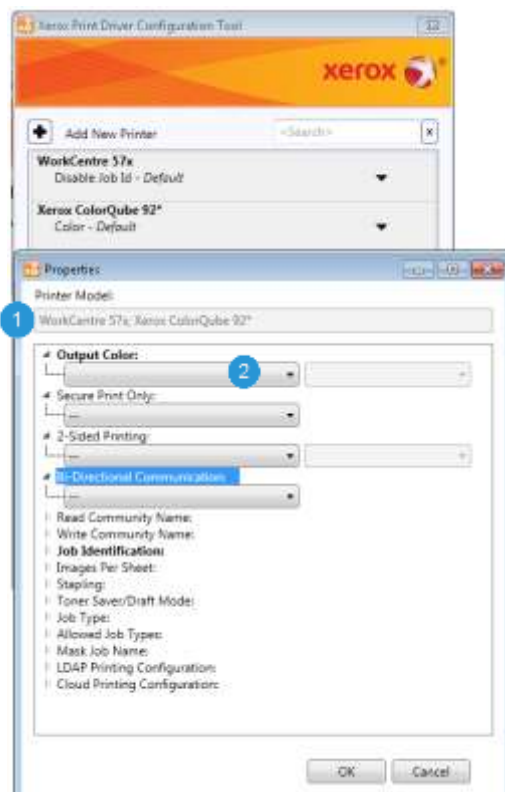 Xerox Print Driver Configuration Tool
xerox
Add New Printer
<Search>
x
WorkCentre 57x
Disable Job Id - Default
Xerox ColorQube 92*
Color - Default
Properties
Printer Model:
1
WorkCentre 57x, Xerox ColorQube 92*
Output Color:
2
Secure Print Only:
---
2-Sided Printing:
---
Bi-Directional Communication:
---
Read Community Name:
Write Community Name:
Job Identification:
Images Per Sheet:
Stapling:
Toner Saver/Draft Mode:
Job Type:
Allowed Job Types:
Mask Job Name:
LDAP Printing Configuration:
Cloud Printing Configuration:
OK Cancel